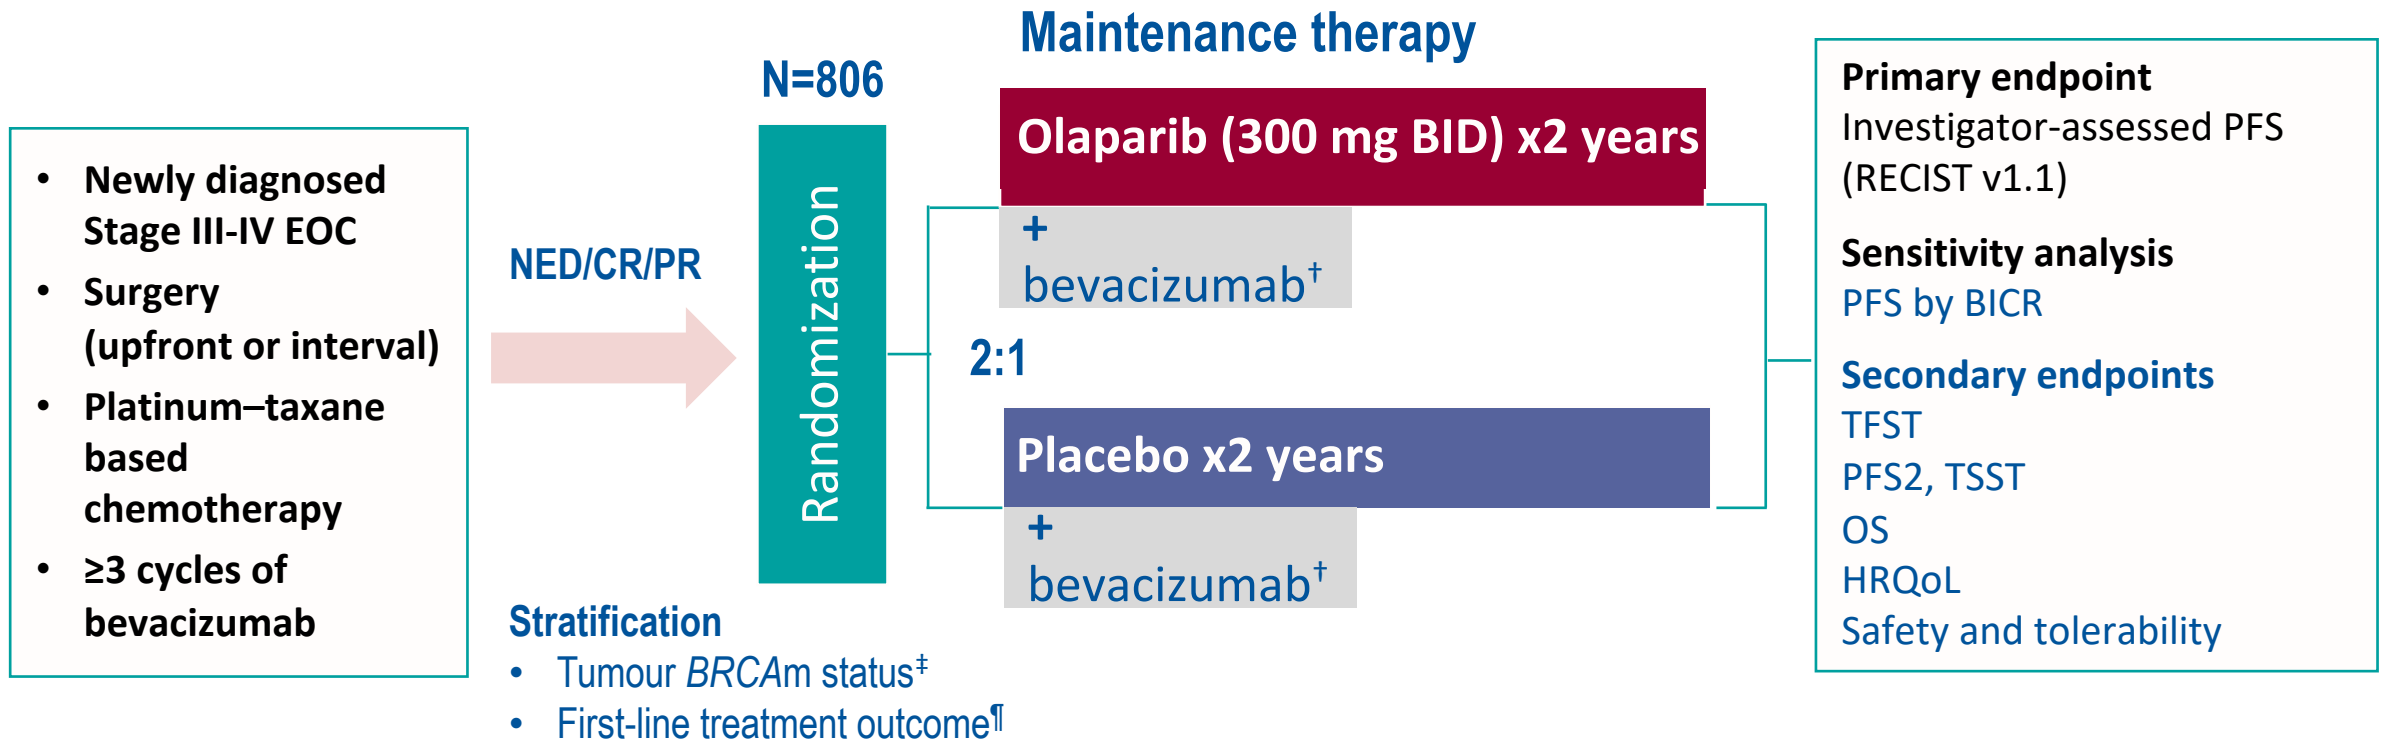 • Newly diagnosed
Stage III-IV EOC
• Surgery
(upfront or interval)
• Platinum–taxane
based
chemotherapy
• ≥3 cycles of
bevacizumab
NED/CR/PR
Stratification
• Tumour BRCAm status‡
• First-line treatment outcome¶
N=806
Randomization
2:1
Maintenance therapy
Olaparib (300 mg BID) x2 years
+
bevacizumab†
Placebo x2 years
+
bevacizumab†
Primary endpoint
Investigator-assessed PFS
(RECIST v1.1)
Sensitivity analysis
PFS by BICR
Secondary endpoints
TFST
PFS2, TSST
OS
HRQoL
Safety and tolerability